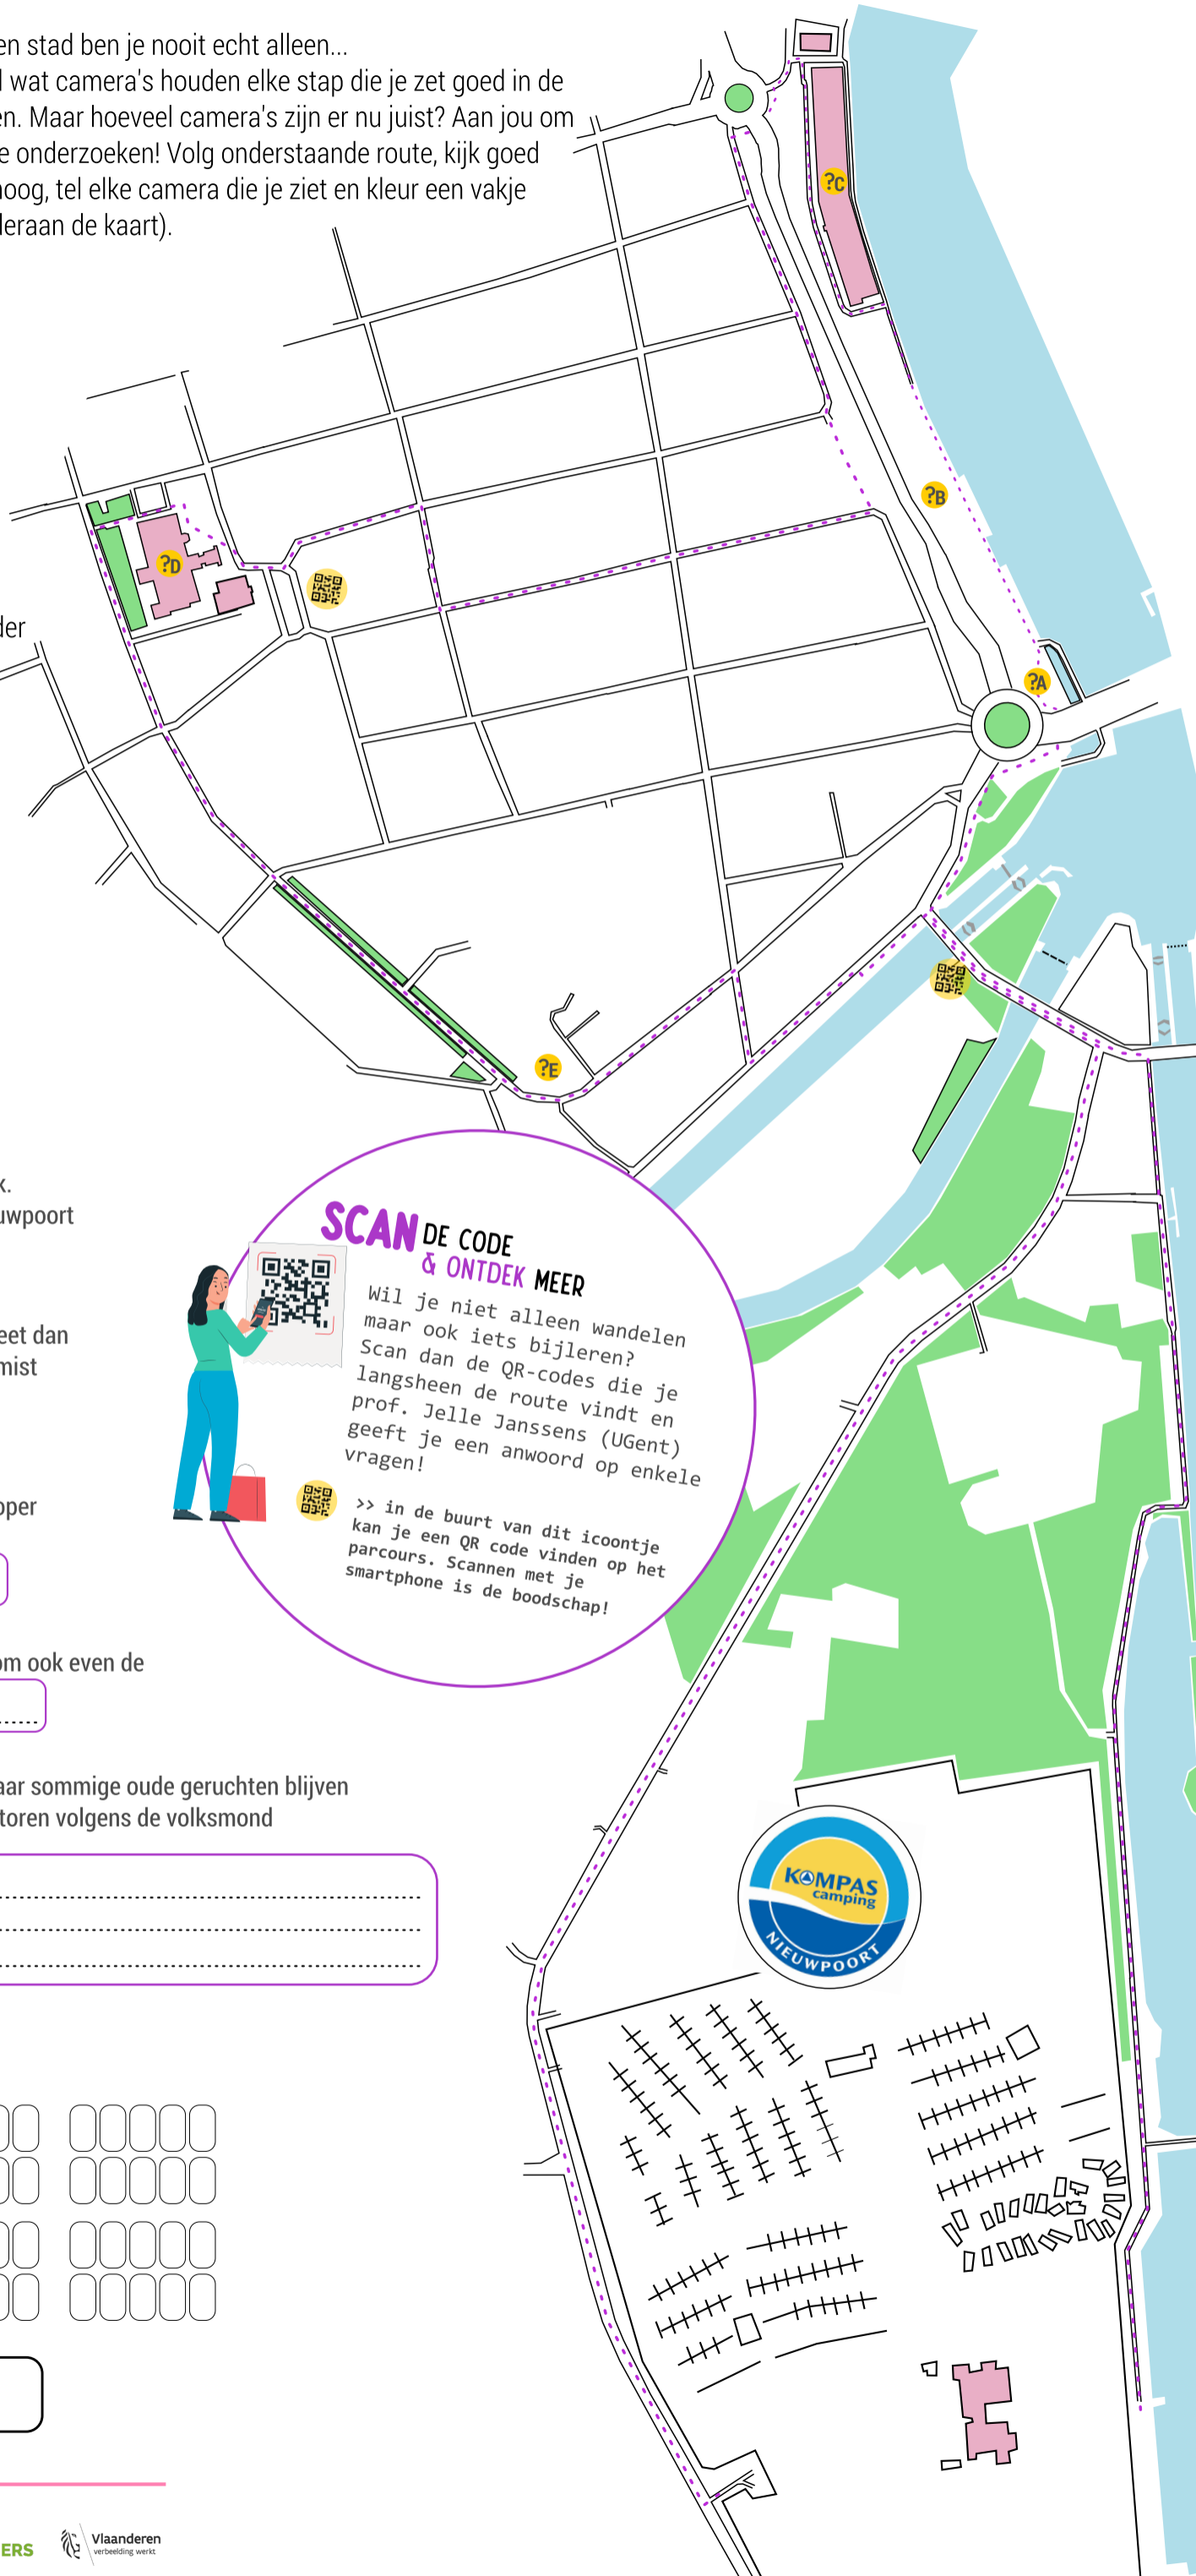 en stad ben je nooit echt alleen...
l wat camera's houden elke stap die je zet goed in de
en. Maar hoeveel camera's zijn er nu juist? Aan jou om
e onderzoeken! Volg onderstaande route, kijk goed
noog, tel elke camera die je ziet en kleur een vakje
deraan de kaart).
?C
?B
?D
der
?A
?E
k.
uwpoort
SCAN DE CODE
& ONTDEK MEER
Wil je niet alleen wandelen
maar ook iets bijleren?
Scan dan de QR-codes die je
langsheen de route vindt en
prof. Jelle Janssens (UGent)
geeft je een anwoord op enkele
vragen!
eet dan
mist
oper
>> in de buurt van dit icoontje
kan je een QR code vinden op het
parcours. Scannen met je
smartphone is de boodschap!
om ook even de
......
aar sommige oude geruchten blijven
toren volgens de volksmond
KOMPAS
camping
NIEUWPOORT
ERS
Vlaanderen
verbeelding werkt